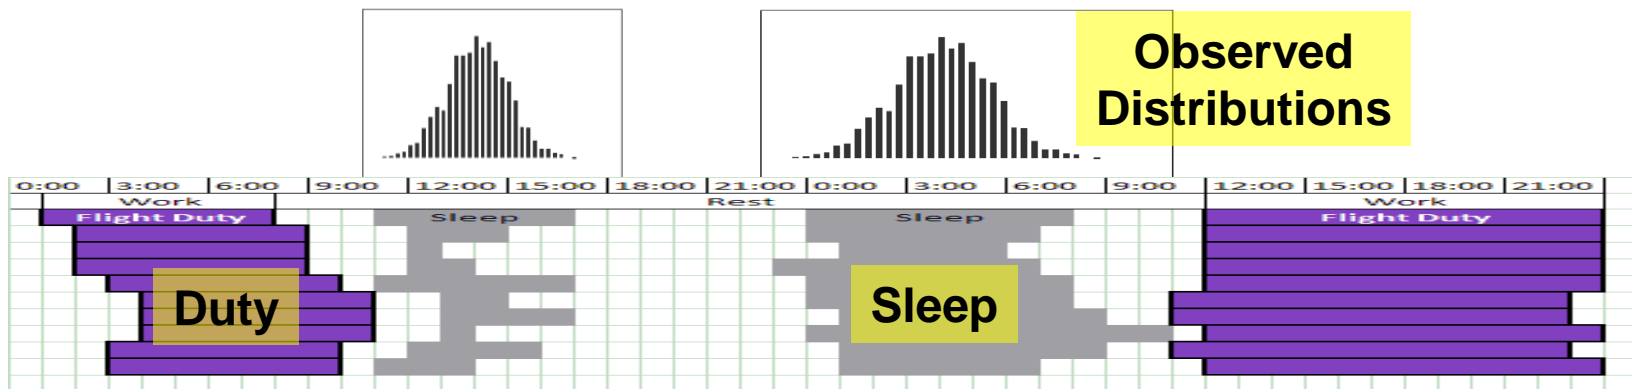 Observed
Distributions
0:00 3:00 6:00 9:00 12:00 15:00 18:00 21:00 0:00 3:00 6:00 9:00 12:00 15:00 18:00 21:00
Work Rest Work
Flight Duty Sleep Sleep Flight Duty
Duty Sleep